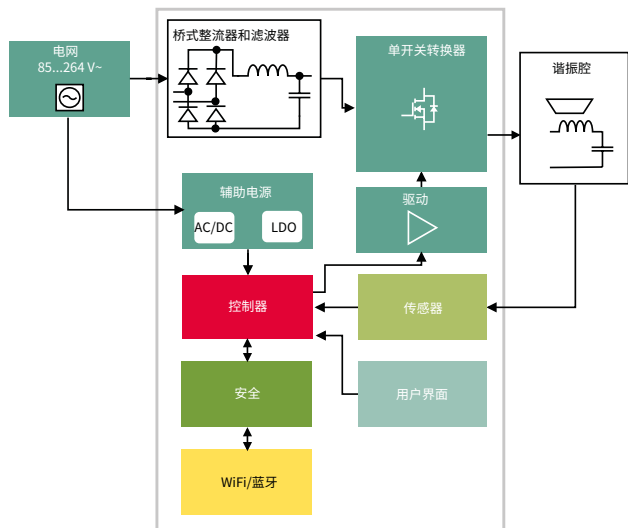 桥式整流器和滤波器
电网
85...264 V~
单开关转换器
谐振腔
辅助电源
AC/DC
LDO
驱动
控制器
传感器
安全
用户界面
WiFi/蓝牙